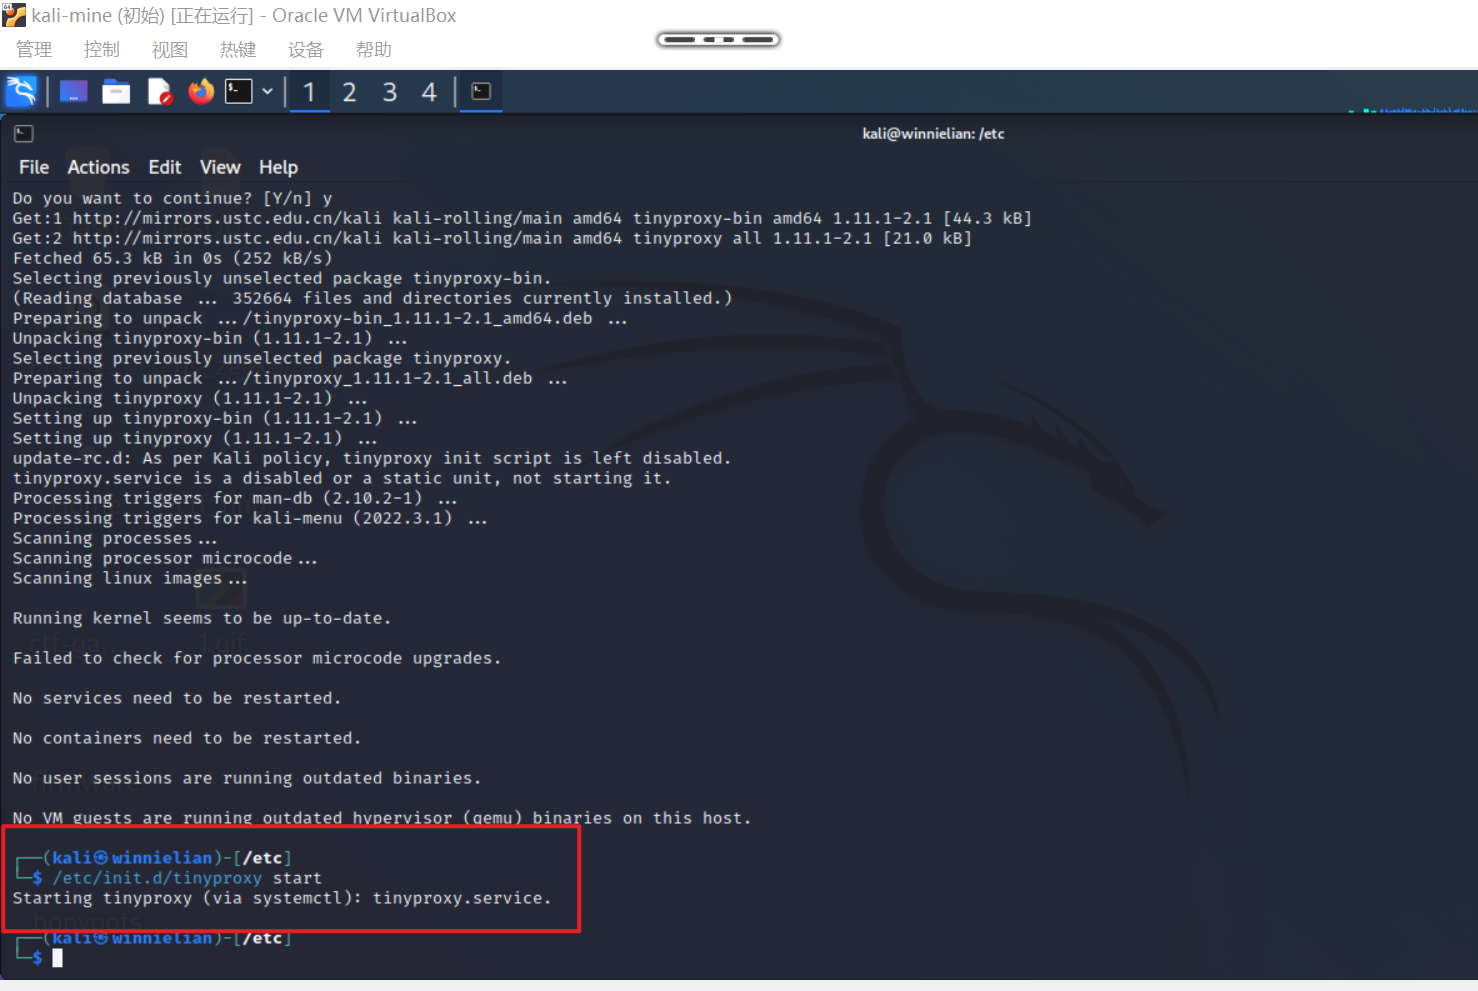 kali-mine (初始) [正在运行] - Oracle VM VirtualBox
管理 控制 视图 热键 设备 帮助
1 2 3 4
kali@winnielian: /etc
File Actions Edit View Help
Do you want to continue? [Y/n] y
Get:1 http://mirrors.ustc.edu.cn/kali kali-rolling/main amd64 tinyproxy-bin amd64 1.11.1-2.1 [44.3 kB]
Get:2 http://mirrors.ustc.edu.cn/kali kali-rolling/main amd64 tinyproxy all 1.11.1-2.1 [21.0 kB]
Fetched 65.3 kB in 0s (252 kB/s)
Selecting previously unselected package tinyproxy-bin.
(Reading database ... 352664 files and directories currently installed.)
Preparing to unpack .../tinyproxy-bin_1.11.1-2.1_amd64.deb ...
Unpacking tinyproxy-bin (1.11.1-2.1) ...
Selecting previously unselected package tinyproxy.
Preparing to unpack .../tinyproxy_1.11.1-2.1_all.deb ...
Unpacking tinyproxy (1.11.1-2.1) ...
Setting up tinyproxy-bin (1.11.1-2.1) ...
Setting up tinyproxy (1.11.1-2.1) ...
update-rc.d: As per Kali policy, tinyproxy init script is left disabled.
tinyproxy.service is a disabled or a static unit, not starting it.
Processing triggers for man-db (2.10.2-1) ...
Processing triggers for kali-menu (2022.3.1) ...
Scanning processes...
Scanning processor microcode...
Scanning linux images...
Running kernel seems to be up-to-date.
ctf-qa. 1.gif
Failed to check for processor microcode upgrades.
No services need to be restarted.
No containers need to be restarted.
No user sessions are running outdated binaries.
firmware
No VM guests are running outdated hypervisor (qemu) binaries on this host.
┌──(kali㉿winnielian)-[/etc]
└─$ /etc/init.d/tinyproxy start
Starting tinyproxy (via systemctl): tinyproxy.service.
honypots
┌──(kali㉿winnielian)-[/etc]
└─$